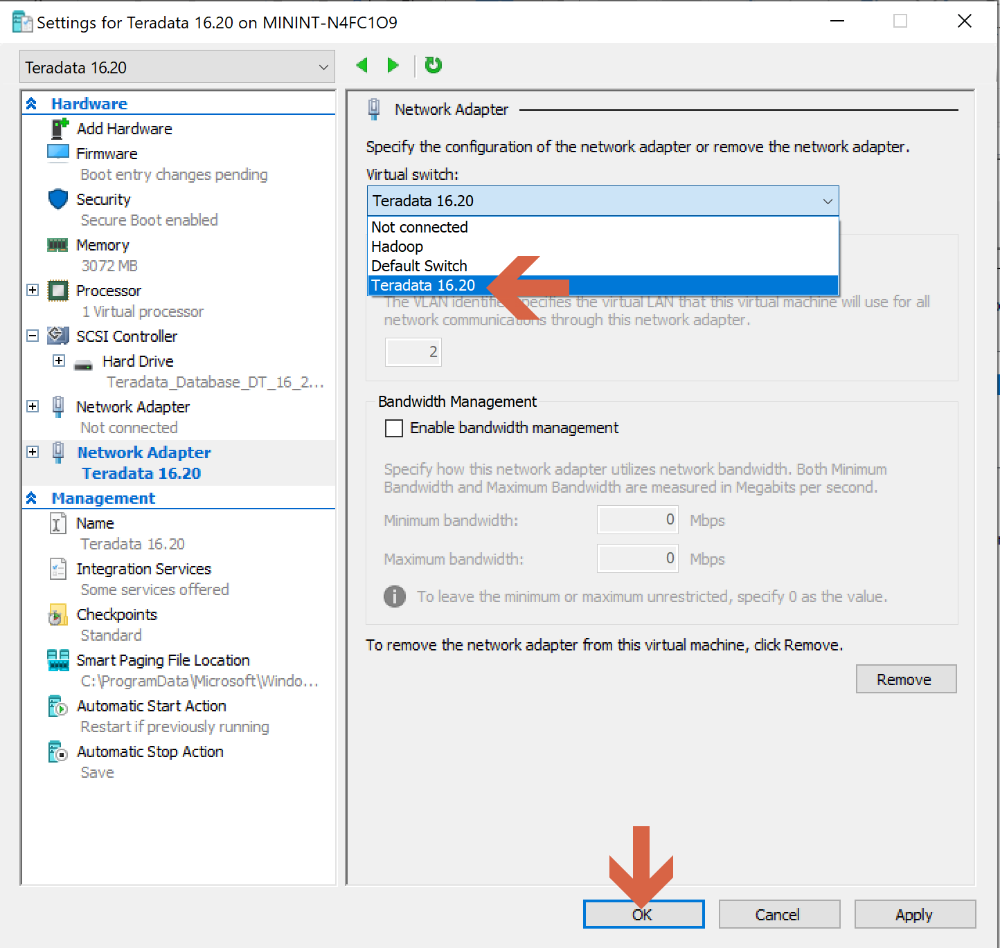 Settings for Teradata 16.20 on MININT-N4FC1O9
Teradata 16.20
Hardware
Add Hardware
Firmware
Boot entry changes pending
Security
Secure Boot enabled
Memory
3072 MB
Processor
1 Virtual processor
SCSI Controller
Hard Drive
Teradata_Database_DT_16_2...
Network Adapter
Not connected
Network Adapter
Teradata 16.20
Management
Name
Teradata 16.20
Integration Services
Some services offered
Checkpoints
Standard
Smart Paging File Location
C:\ProgramData\Microsoft\Windo...
Automatic Start Action
Restart if previously running
Automatic Stop Action
Save
Network Adapter
Specify the configuration of the network adapter or remove the network adapter.
Virtual switch:
Teradata 16.20
Not connected
Hadoop
Default Switch
Teradata 16.20
The VLAN identifier specifies the virtual LAN that this virtual machine will use for all
network communications through this network adapter.
2
Bandwidth Management
Enable bandwidth management
Specify how this network adapter utilizes network bandwidth. Both Minimum
Bandwidth and Maximum Bandwidth are measured in Megabits per second.
Minimum bandwidth: 0 Mbps
Maximum bandwidth: 0 Mbps
To leave the minimum or maximum unrestricted, specify 0 as the value.
To remove the network adapter from this virtual machine, click Remove.
Remove
OK Cancel Apply